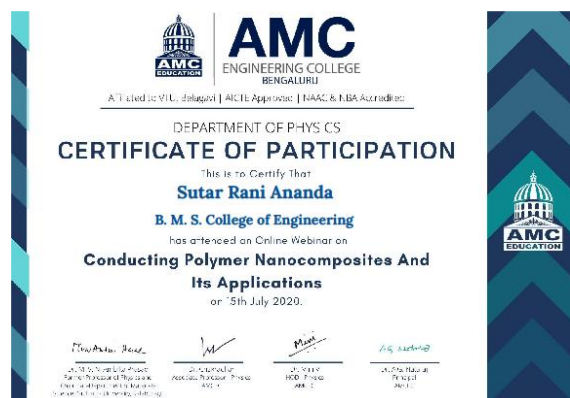 AMC
ENGINEERING COLLEGE
BENGALURU
AMC
EDUCATION
Affiliated to VTU, Belagavi | AICTE Approved | NAAC & NBA Accredited
DEPARTMENT OF PHYSICS
CERTIFICATE OF PARTICIPATION
This is to Certify That
Sutar Rani Ananda
B. M. S. College of Engineering
has attended an Online Webinar on
Conducting Polymer Nanocomposites And
Its Applications
on 15th July 2020.
AMC
EDUCATION
Principal